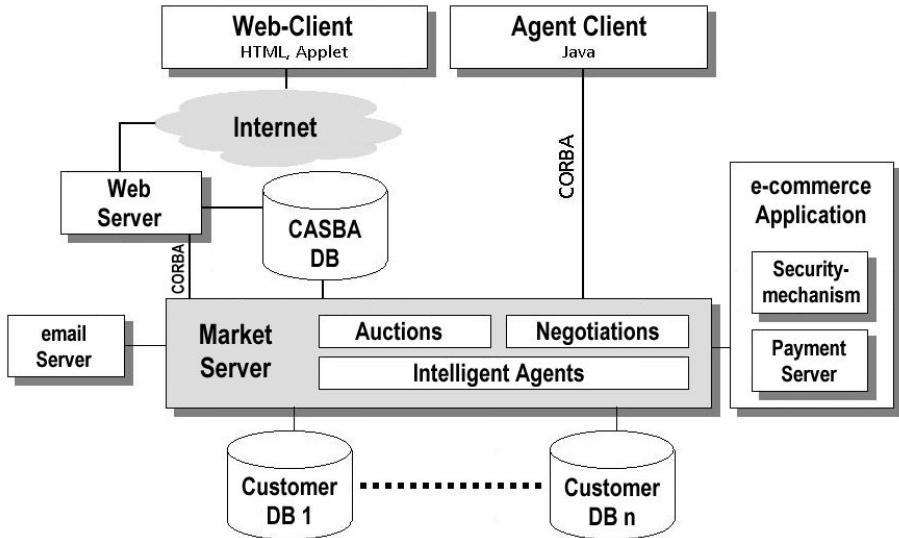 Web-Client
HTML, Applet
Agent Client
Java
Internet
CORBA
Web
Server
CASBA
DB
CORBA
e-commerce
Application
Security-
mechanism
Payment
Server
email
Server
Market
Server
Auctions
Negotiations
Intelligent Agents
Customer
DB 1
Customer
DB n